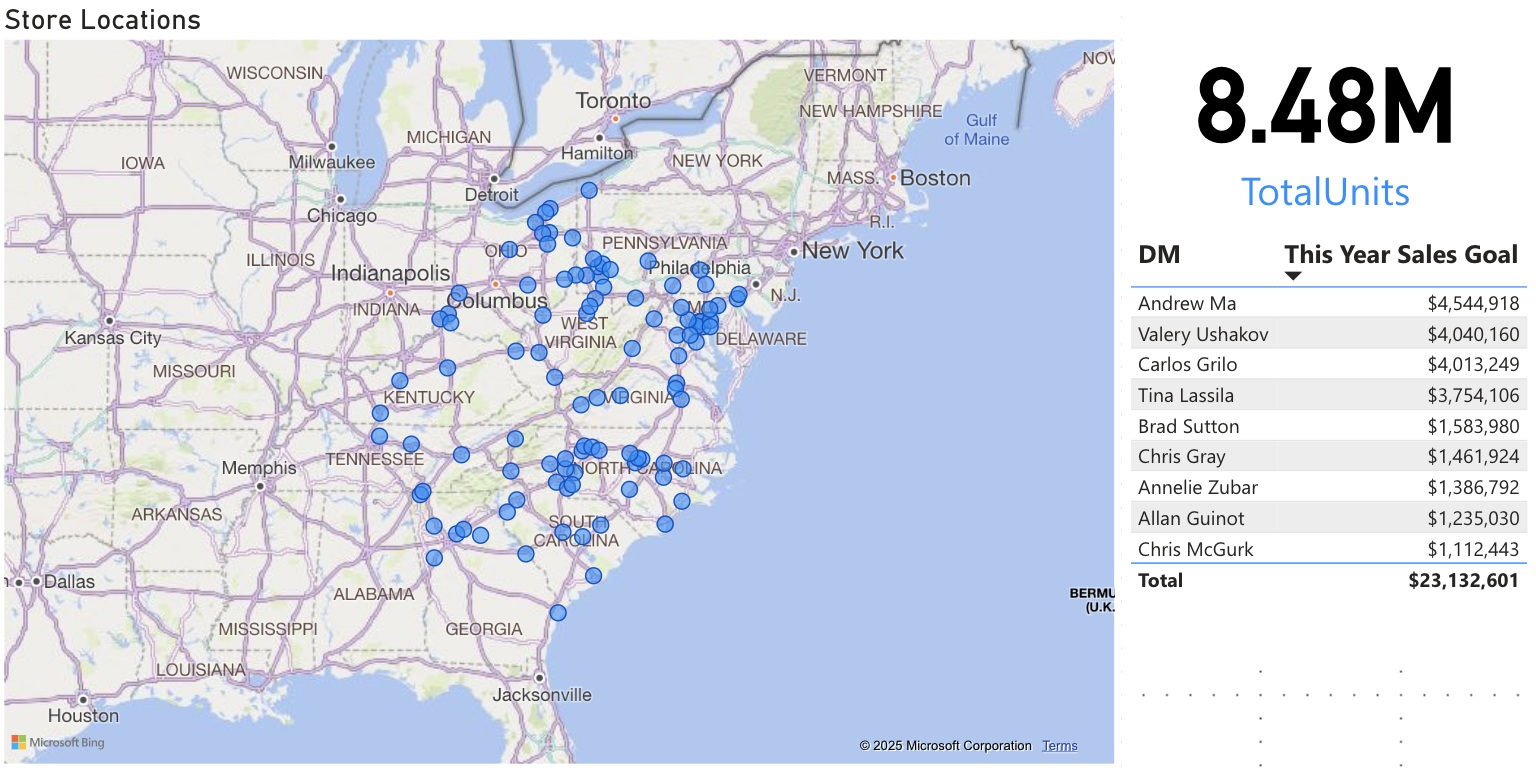 Store Locations
WISCONSIN
Toronto
VERMONT
NOV
NEW HAMPSHIRE
Gulf
of Maine
MICHIGAN
IOWA
Milwaukee
Hamilton
NEW YORK
MASS.
Boston
Detroit
Chicago
R.I.
OHIO
PENNSYLVANIA
New York
ILLINOIS
Indianapolis
Philadelphia
N.J.
Columbus
INDIANA
WEST
VIRGINIA
DELAWARE
Kansas City
MISSOURI
KENTUCKY
VIRGINIA
Memphis
TENNESSEE
NORTH CAROLINA
ARKANSAS
SOUTH
CAROLINA
Dallas
ALABAMA
BERMU
(U.K.
MISSISSIPPI
GEORGIA
LOUISIANA
Jacksonville
Houston
Microsoft Bing
© 2025 Microsoft Corporation Terms
8.48M
TotalUnits
DM This Year Sales Goal
Andrew Ma $4,544,918
Valery Ushakov $4,040,160
Carlos Grilo $4,013,249
Tina Lassila $3,754,106
Brad Sutton $1,583,980
Chris Gray $1,461,924
Annelie Zubar $1,386,792
Allan Guinot $1,235,030
Chris McGurk $1,112,443
Total $23,132,601